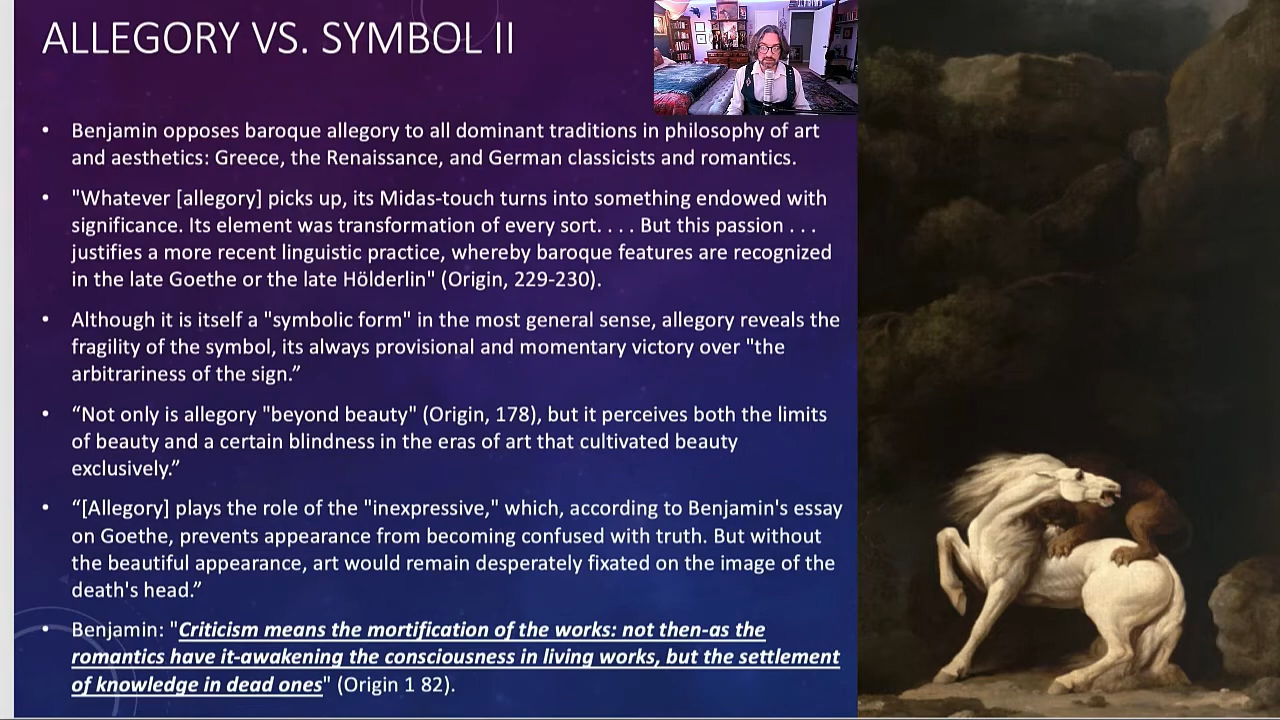 ALLEGORY VS. SYMBOL II
• Benjamin opposes baroque allegory to all dominant traditions in philosophy of art
and aesthetics: Greece, the Renaissance, and German classicists and romantics.
• "Whatever [allegory] picks up, its Midas-touch turns into something endowed with
significance. Its element was transformation of every sort. . . . But this passion . . .
justifies a more recent linguistic practice, whereby baroque features are recognized
in the late Goethe or the late Hölderlin" (Origin, 229-230).
• Although it is itself a "symbolic form" in the most general sense, allegory reveals the
fragility of the symbol, its always provisional and momentary victory over "the
arbitrariness of the sign.”
• “Not only is allegory "beyond beauty" (Origin, 178), but it perceives both the limits
of beauty and a certain blindness in the eras of art that cultivated beauty
exclusively.”
• “[Allegory] plays the role of the "inexpressive," which, according to Benjamin's essay
on Goethe, prevents appearance from becoming confused with truth. But without
the beautiful appearance, art would remain desperately fixated on the image of the
death's head.”
• Benjamin: "Criticism means the mortification of the works: not then-as the
romantics have it-awakening the consciousness in living works, but the settlement
of knowledge in dead ones" (Origin 1 82).